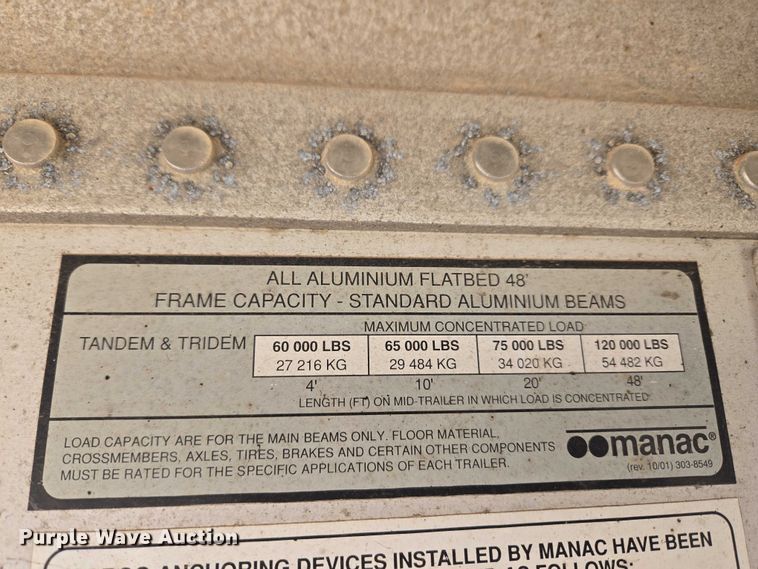 ALL ALUMINIUM FLATBED 48'
FRAME CAPACITY - STANDARD ALUMINIUM BEAMS
MAXIMUM CONCENTRATED LOAD
TANDEM & TRIDEM 60 000 LBS 65 000 LBS 75 000 LBS 120 000 LBS
27 216 KG 29 484 KG 34 020 KG 54 482 KG
4' 10' 20' 48'
LENGTH (FT) ON MID-TRAILER IN WHICH LOAD IS CONCENTRATED
LOAD CAPACITY ARE FOR THE MAIN BEAMS ONLY. FLOOR MATERIAL,
CROSSMEMBERS, AXLES, TIRES, BRAKES AND CERTAIN OTHER COMPONENTS
MUST BE RATED FOR THE SPECIFIC APPLICATIONS OF EACH TRAILER.
manac®
(rev. 10/01) 303-8549
Purple Wave Auction
ANCHORING DEVICES INSTALLED BY MANAC HAVE BEEN
AS FOLLOWS: